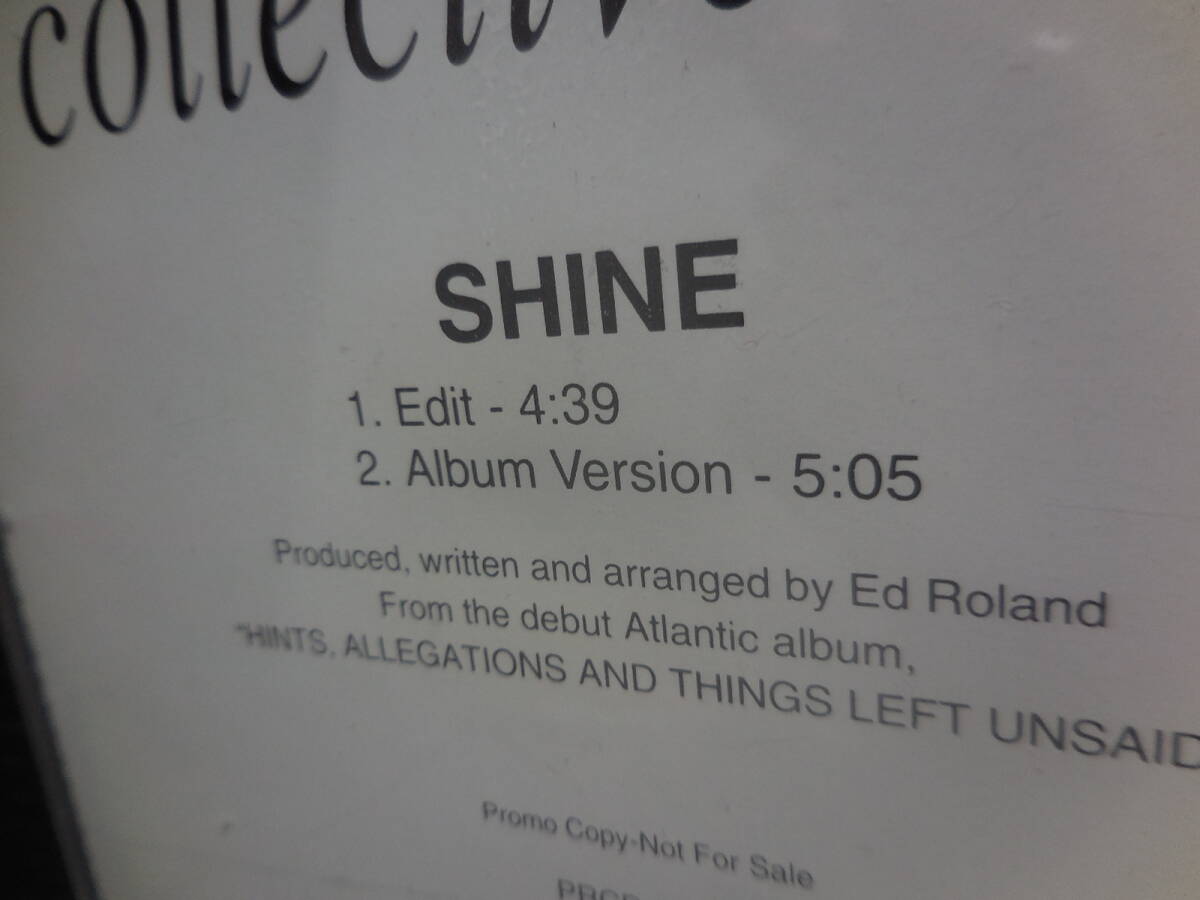 collective
SHINE
1. Edit - 4:39
2. Album Version - 5:05
Produced, written and arranged by Ed Roland
From the debut Atlantic album,
"HINTS, ALLEGATIONS AND THINGS LEFT UNSAID
Promo Copy-Not For Sale